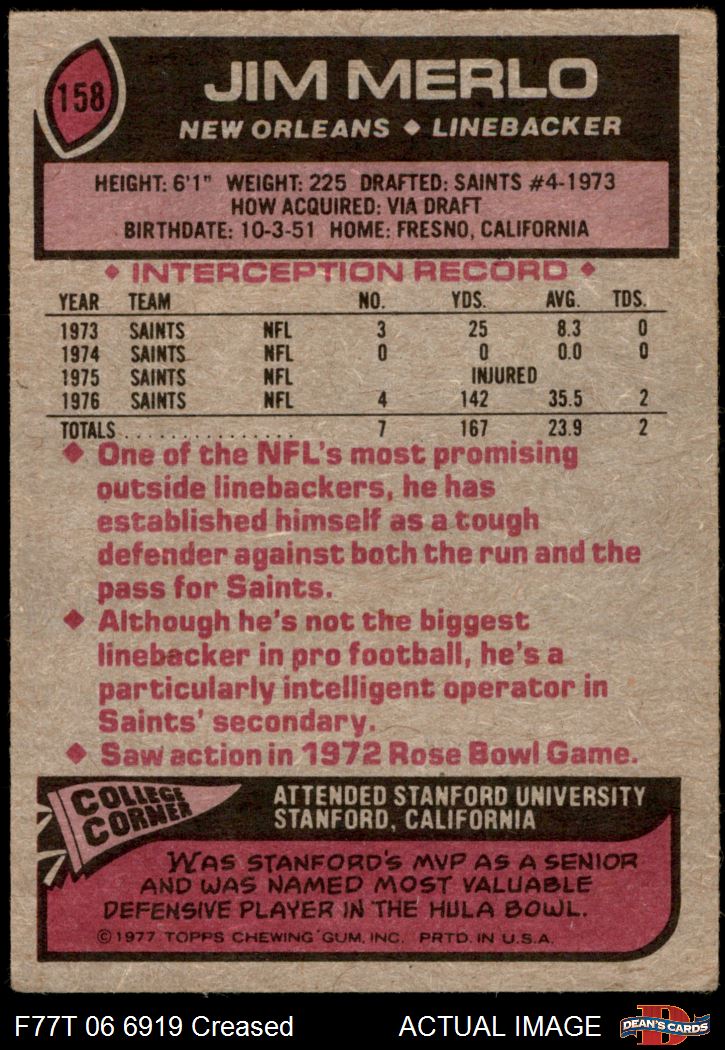 158
JIM MERLO
NEW ORLEANS ◆ LINEBACKER
HEIGHT: 6'1" WEIGHT: 225 DRAFTED: SAINTS #4-1973
HOW ACQUIRED: VIA DRAFT
BIRTHDATE: 10-3-51 HOME: FRESNO, CALIFORNIA
◆ INTERCEPTION RECORD ◆
YEAR TEAM NO. YDS. AVG. TDS.
1973 SAINTS NFL 3 25 8.3 0
1974 SAINTS NFL 0 0 0.0 0
1975 SAINTS NFL INJURED
1976 SAINTS NFL 4 142 35.5 2
TOTALS.............. 7 167 23.9 2
◆ One of the NFL's most promising
outside linebackers, he has
established himself as a tough
defender against both the run and the
pass for Saints.
◆ Although he's not the biggest
linebacker in pro football, he's a
particularly intelligent operator in
Saints' secondary.
◆ Saw action in 1972 Rose Bowl Game.
COLLEGE
CORNER
ATTENDED STANFORD UNIVERSITY
STANFORD, CALIFORNIA
WAS STANFORD'S MVP AS A SENIOR
AND WAS NAMED MOST VALUABLE
DEFENSIVE PLAYER IN THE HULA BOWL.
©1977 TOPPS CHEWING GUM, INC. PRTD. IN U.S.A.
F77T 06 6919 Creased
ACTUAL IMAGE
D
DEAN'S CARDS